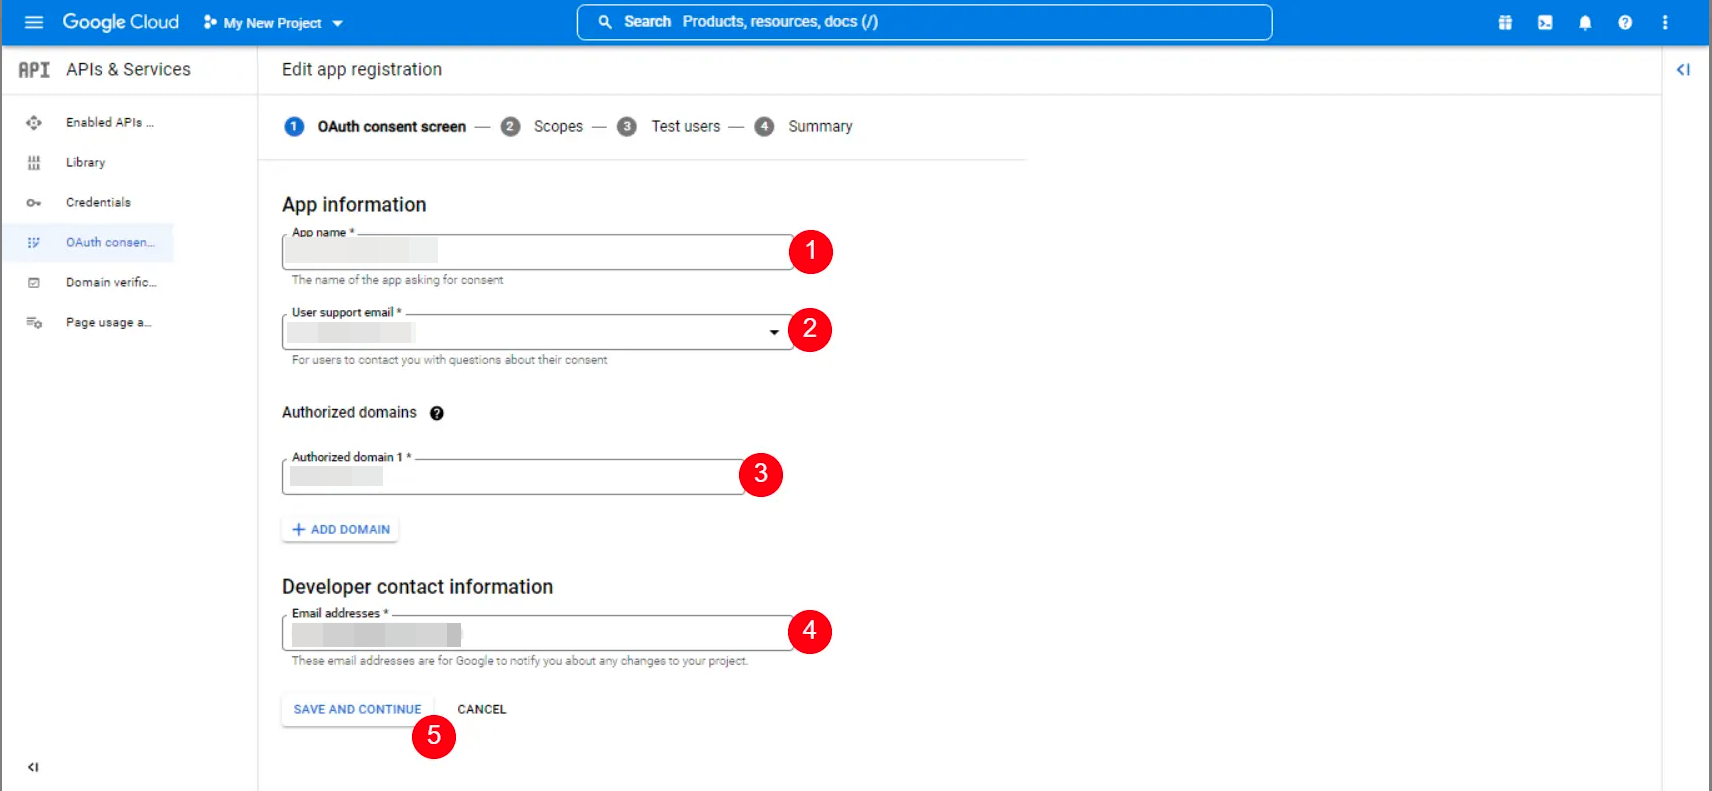 Google Cloud My New Project Search Products, resources, docs (/)
API APIs & Services
Edit app registration
Enabled APIs ...
Library
Credentials
OAuth consen...
Domain verific...
Page usage a...
1 OAuth consent screen — 2 Scopes — 3 Test users — 4 Summary
App information
App name *
1
The name of the app asking for consent
User support email *
2
For users to contact you with questions about their consent
Authorized domains ?
Authorized domain 1 *
3
+ ADD DOMAIN
Developer contact information
Email addresses *
4
These email addresses are for Google to notify you about any changes to your project.
SAVE AND CONTINUE CANCEL
5